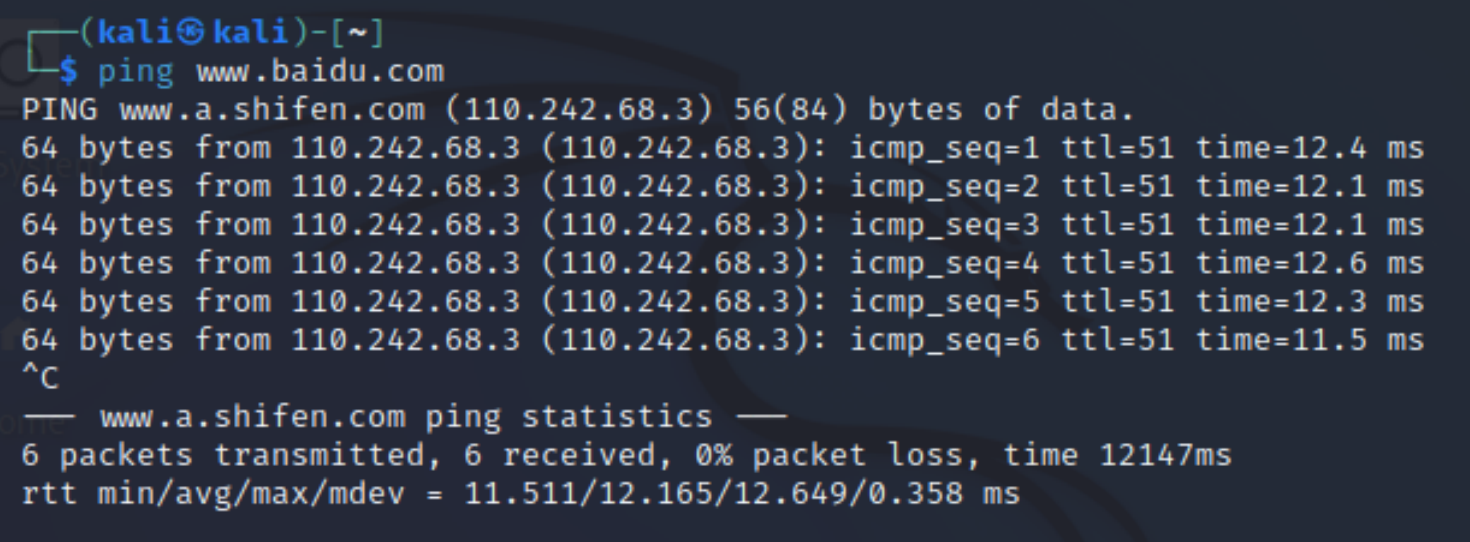 ┌──(kali㉿kali)-[~]
└─$ ping www.baidu.com
PING www.a.shifen.com (110.242.68.3) 56(84) bytes of data.
64 bytes from 110.242.68.3 (110.242.68.3): icmp_seq=1 ttl=51 time=12.4 ms
64 bytes from 110.242.68.3 (110.242.68.3): icmp_seq=2 ttl=51 time=12.1 ms
64 bytes from 110.242.68.3 (110.242.68.3): icmp_seq=3 ttl=51 time=12.1 ms
64 bytes from 110.242.68.3 (110.242.68.3): icmp_seq=4 ttl=51 time=12.6 ms
64 bytes from 110.242.68.3 (110.242.68.3): icmp_seq=5 ttl=51 time=12.3 ms
64 bytes from 110.242.68.3 (110.242.68.3): icmp_seq=6 ttl=51 time=11.5 ms
^C
--- www.a.shifen.com ping statistics ---
6 packets transmitted, 6 received, 0% packet loss, time 12147ms
rtt min/avg/max/mdev = 11.511/12.165/12.649/0.358 ms